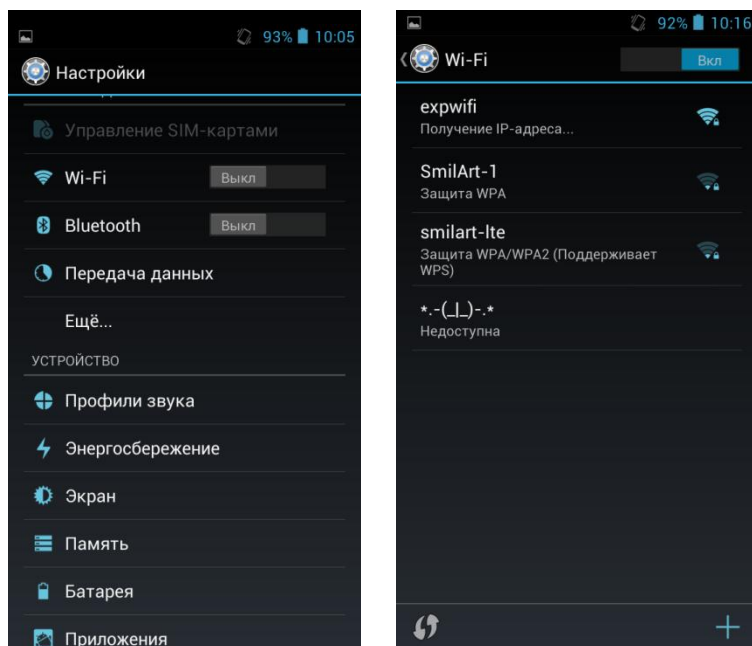 93% 10:05
Настройки
Управление SIM-картами
Wi-Fi Выкл
Bluetooth Выкл
Передача данных
Ещё...
УСТРОЙСТВО
Профили звука
Энергосбережение
Экран
Память
Батарея
Приложения
92% 10:16
Wi-Fi Вкл
expwifi
Получение IP-адреса...
SmilArt-1
Защита WPA
smilart-lte
Защита WPA/WPA2 (Поддерживает
WPS)
*.-(_|_)-.*
Недоступна